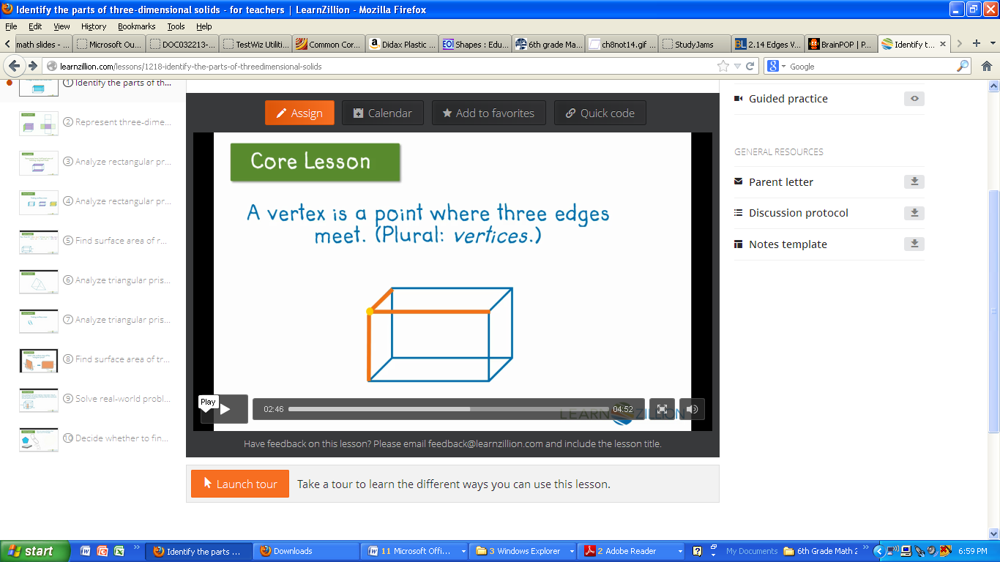 Identify the parts of three-dimensional solids - for teachers | LearnZillion - Mozilla Firefox
File Edit View History Bookmarks Tools Help
math slides - ... Microsoft Ou... DOC032213-... TestWiz Utiliti... Common Cor... Didax Plastic ... Shapes : Edu... 6th grade Ma... ch8not14.gif ... StudyJams 2.14 Edges V... BrainPOP | P... Identify t...
learnzillion.com/lessons/1218-identify-the-parts-of-threedimensional-solids
Google
① Identify the parts of th...
② Represent three-dime...
③ Analyze rectangular pr...
④ Analyze rectangular pr...
⑤ Find surface area of r...
⑥ Analyze triangular pris...
⑦ Analyze triangular pris...
⑧ Find surface area of tr...
⑨ Solve real-world probl...
⑩ Decide whether to fin...
Assign Calendar Add to favorites Quick code
Core Lesson
A vertex is a point where three edges
meet. (Plural: vertices.)
LEARNZILLION
Play
02:46 04:52
Have feedback on this lesson? Please email feedback@learnzillion.com and include the lesson title.
Launch tour Take a tour to learn the different ways you can use this lesson.
Guided practice
GENERAL RESOURCES
Parent letter
Discussion protocol
Notes template
start Identify the parts ... Downloads 11 Microsoft Offi... 3 Windows Explorer 2 Adobe Reader My Documents 6th Grade Math 2 6:59 PM